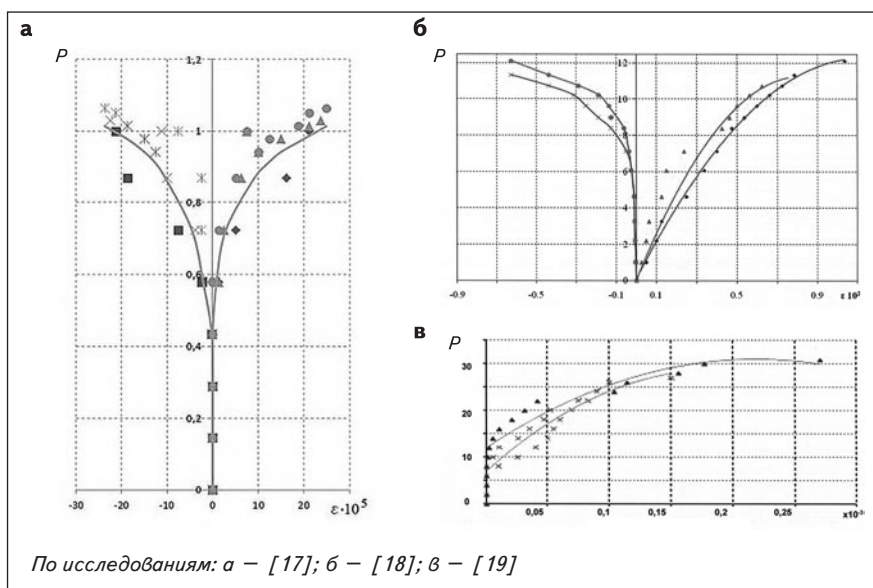 а
P
1,2
1
0,8
0,6
0,4
0,2
0
-30 -20 -10 0 10 20 30
ε·10⁵
б
P
12
10
8
6
4
2
0
-0.9 -0.4 -0.1 0.1 0.5 0.9 ε 10³
в
P
30
20
10
0
0,05 0,1 0,15 0,2 0,25
По исследованиям: а – [17]; б – [18]; в – [19]